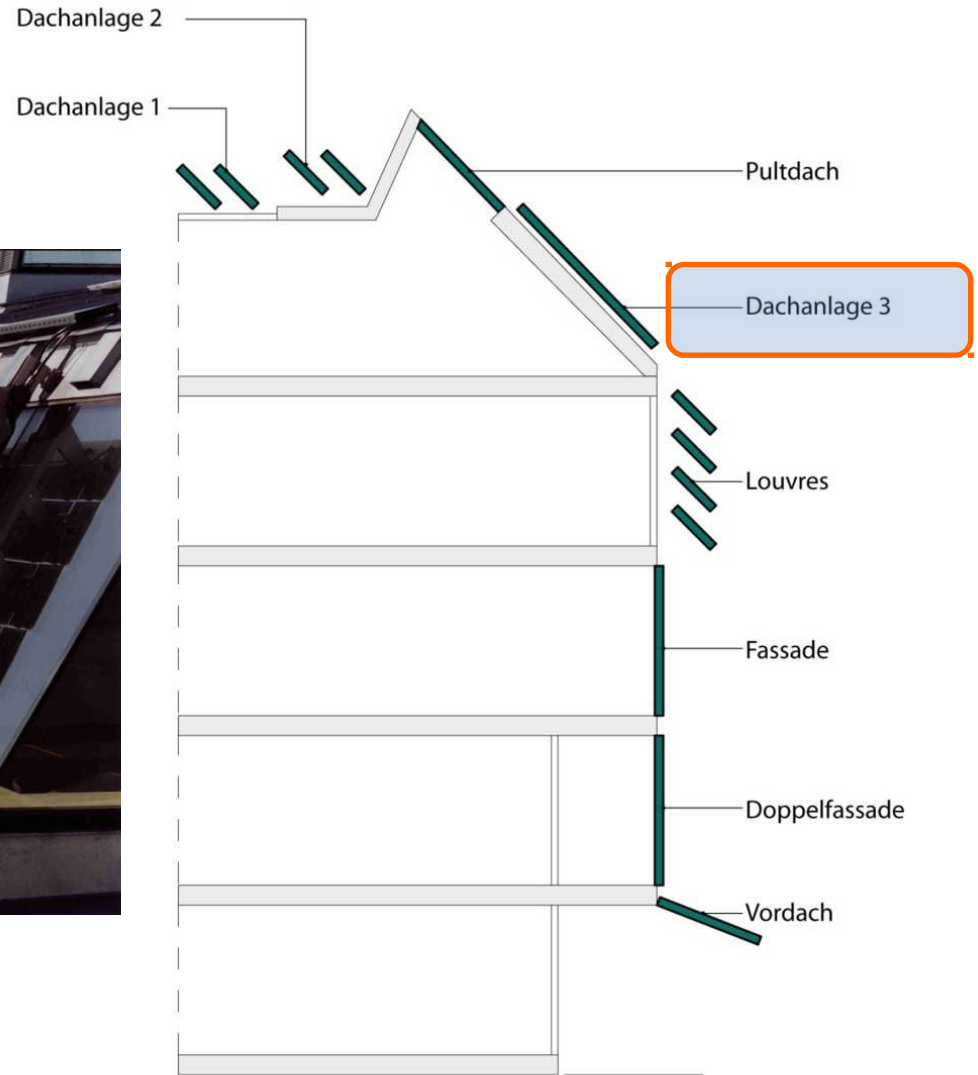 Dachanlage 2
Dachanlage 1
Pultdach
Dachanlage 3
Louvres
Fassade
Doppelfassade
Vordach